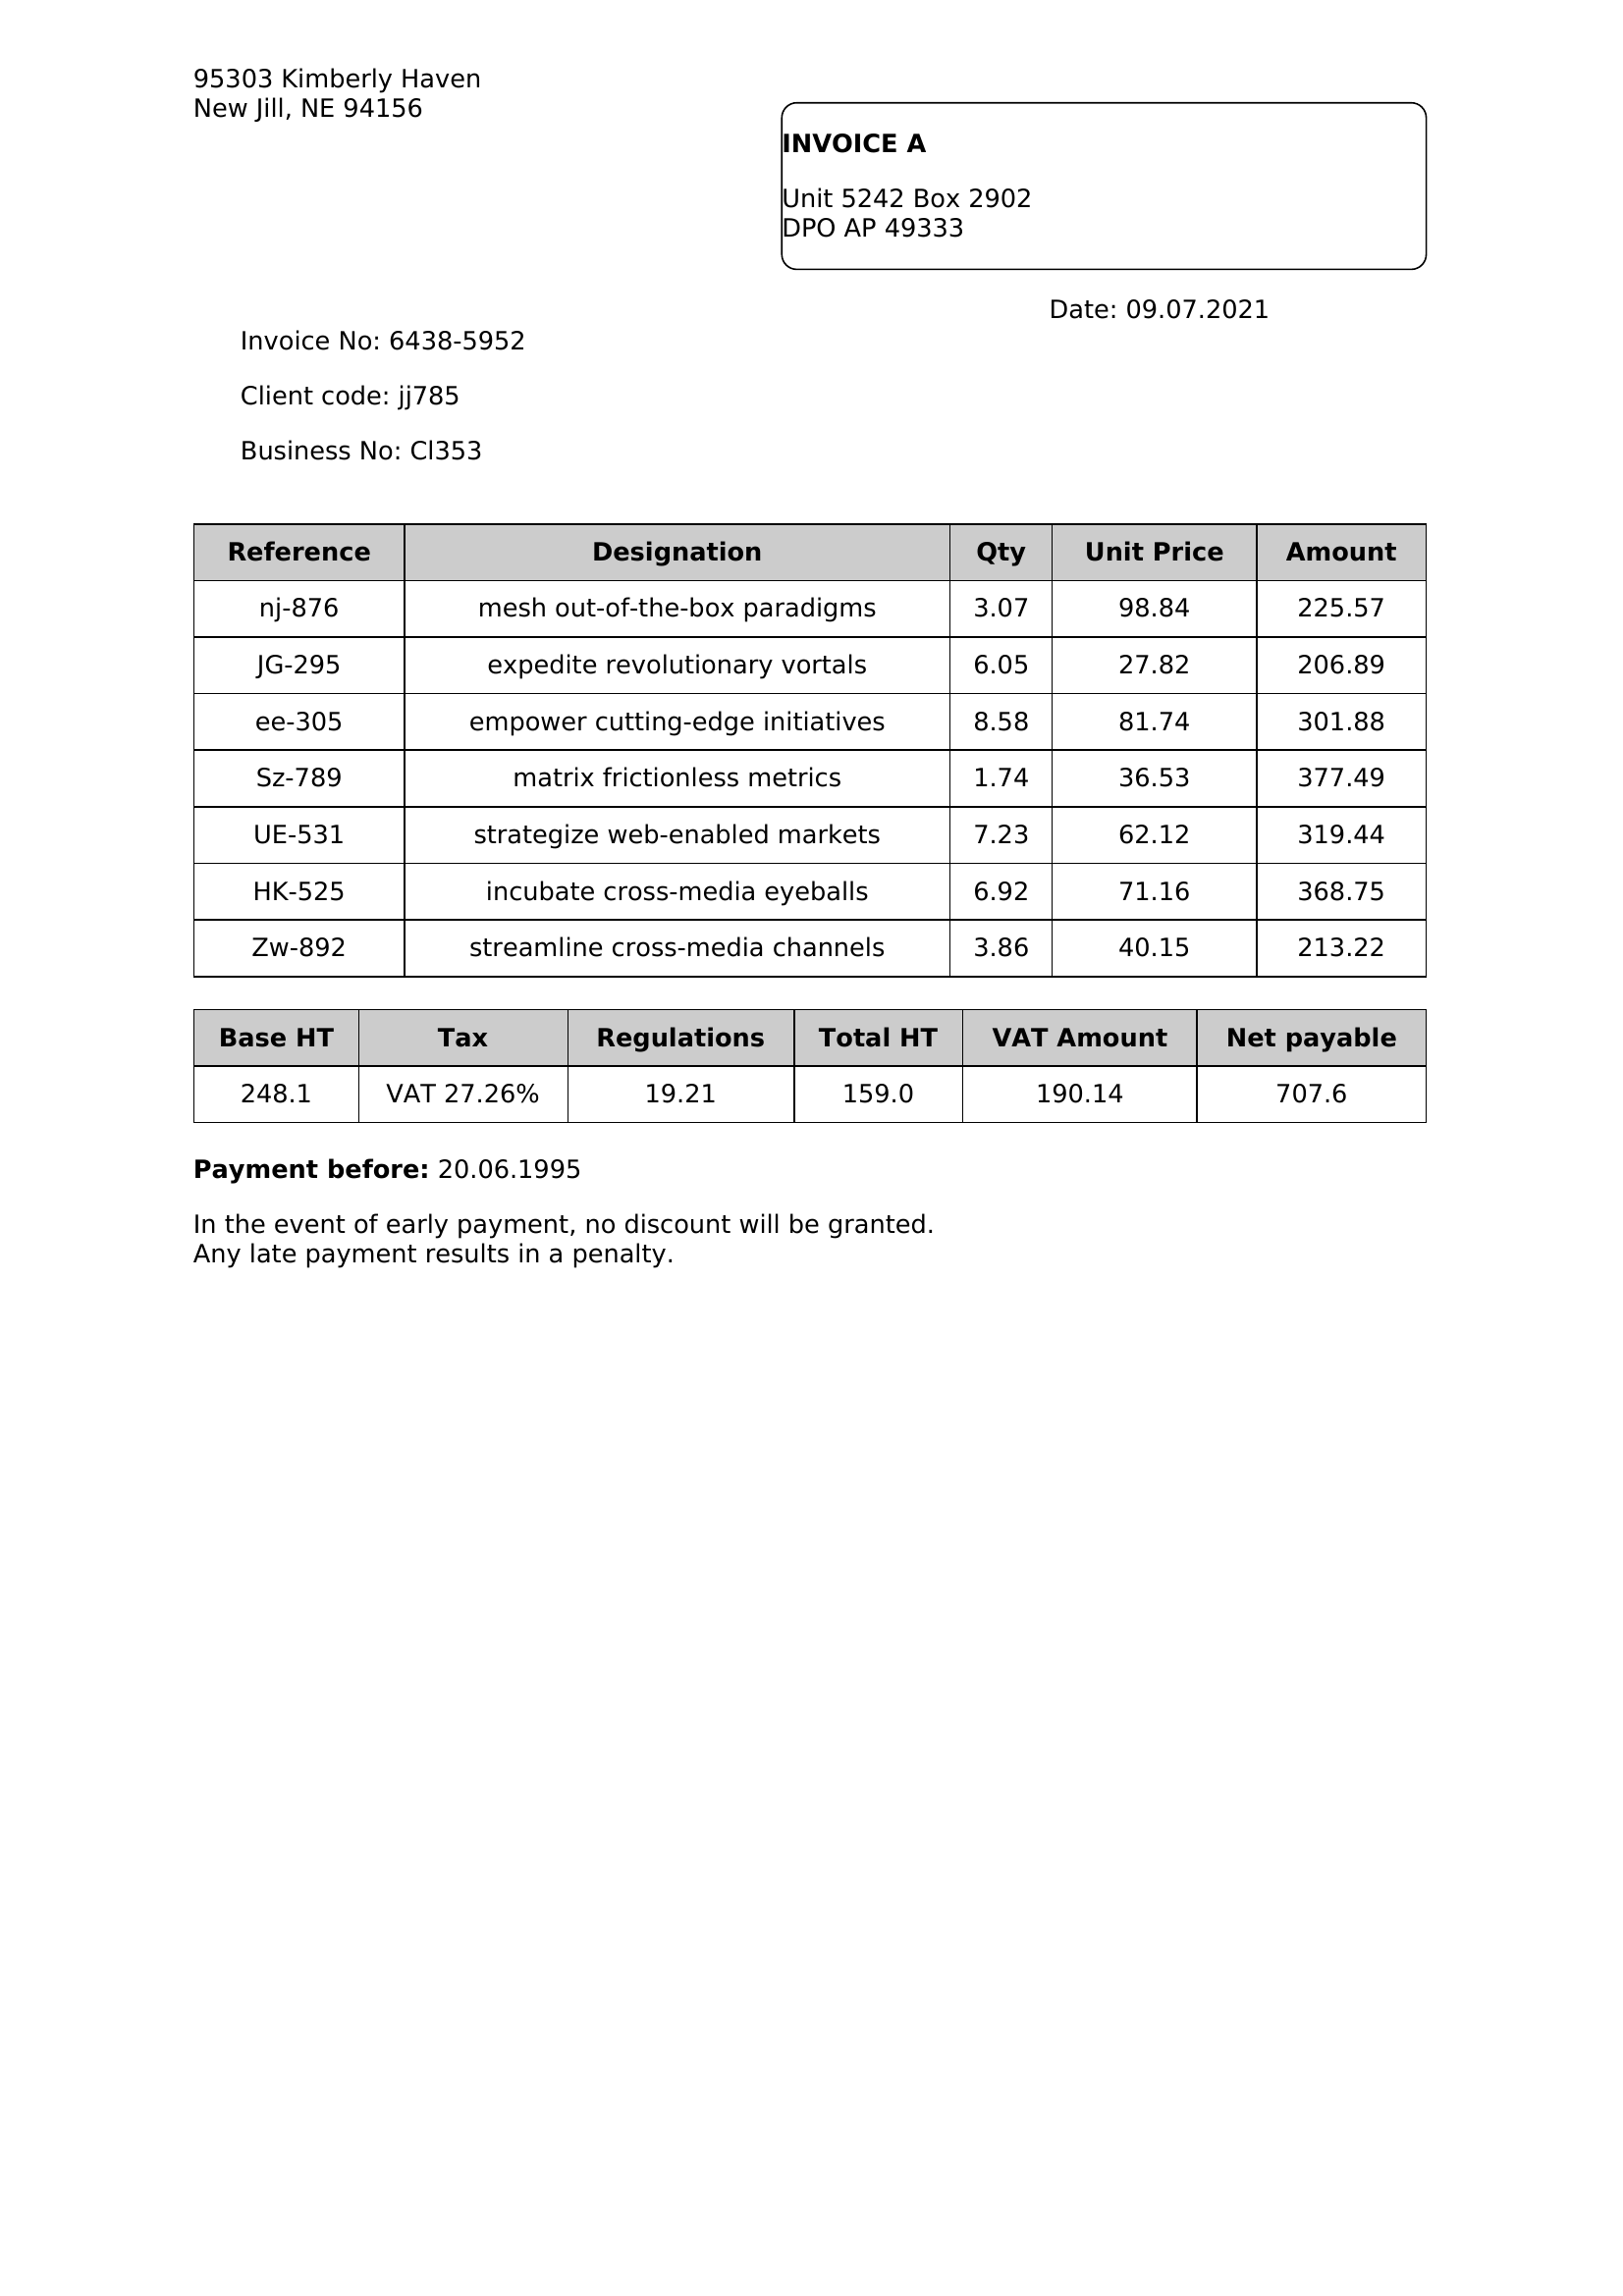 95303 Kimberly Haven
New Jill, NE 94156
INVOICE A
Unit 5242 Box 2902
DPO AP 49333
Date: 09.07.2021
Invoice No: 6438-5952
Client code: jj785
Business No: Cl353
Reference Designation Qty Unit Price Amount
nj-876 mesh out-of-the-box paradigms 3.07 98.84 225.57
JG-295 expedite revolutionary vortals 6.05 27.82 206.89
ee-305 empower cutting-edge initiatives 8.58 81.74 301.88
Sz-789 matrix frictionless metrics 1.74 36.53 377.49
UE-531 strategize web-enabled markets 7.23 62.12 319.44
HK-525 incubate cross-media eyeballs 6.92 71.16 368.75
Zw-892 streamline cross-media channels 3.86 40.15 213.22
Base HT Tax Regulations Total HT VAT Amount Net payable
248.1 VAT 27.26% 19.21 159.0 190.14 707.6
Payment before: 20.06.1995
In the event of early payment, no discount will be granted.
Any late payment results in a penalty.